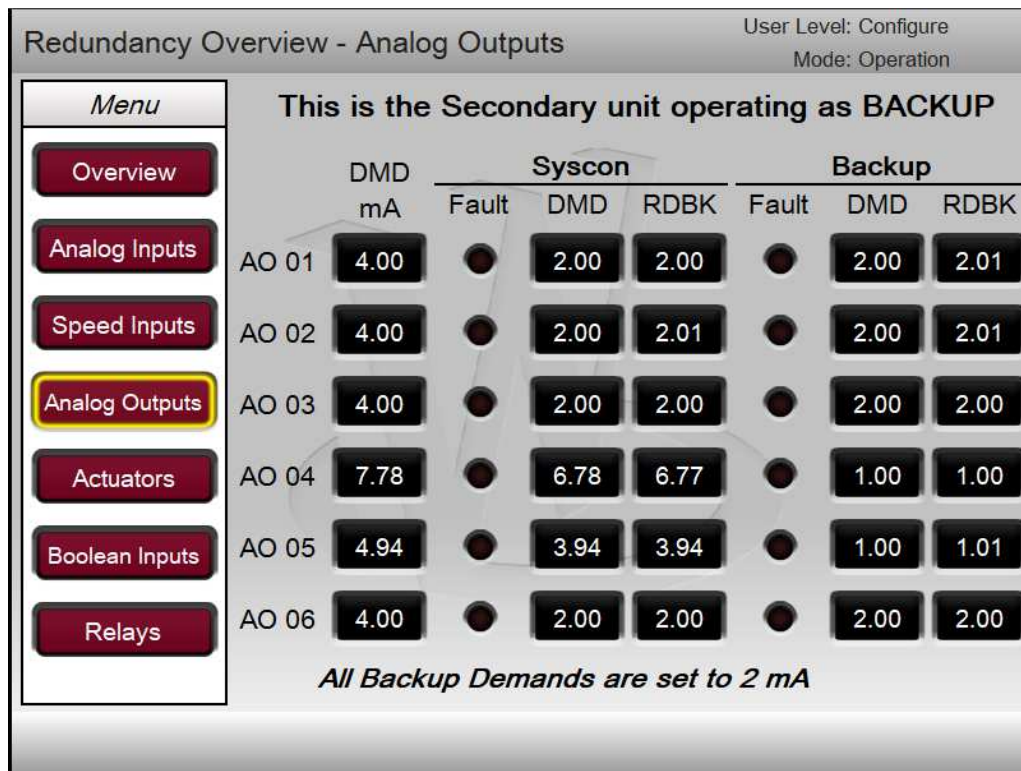 Redundancy Overview - Analog Outputs
User Level: Configure
Mode: Operation
Menu
Overview
Analog Inputs
Speed Inputs
Analog Outputs
Actuators
Boolean Inputs
Relays
This is the Secondary unit operating as BACKUP
DMD Syscon Backup
mA Fault DMD RDBK Fault DMD RDBK
AO 01 4.00 2.00 2.00 2.00 2.01
AO 02 4.00 2.00 2.01 2.00 2.01
AO 03 4.00 2.00 2.00 2.00 2.00
AO 04 7.78 6.78 6.77 1.00 1.00
AO 05 4.94 3.94 3.94 1.00 1.01
AO 06 4.00 2.00 2.00 2.00 2.00
All Backup Demands are set to 2 mA